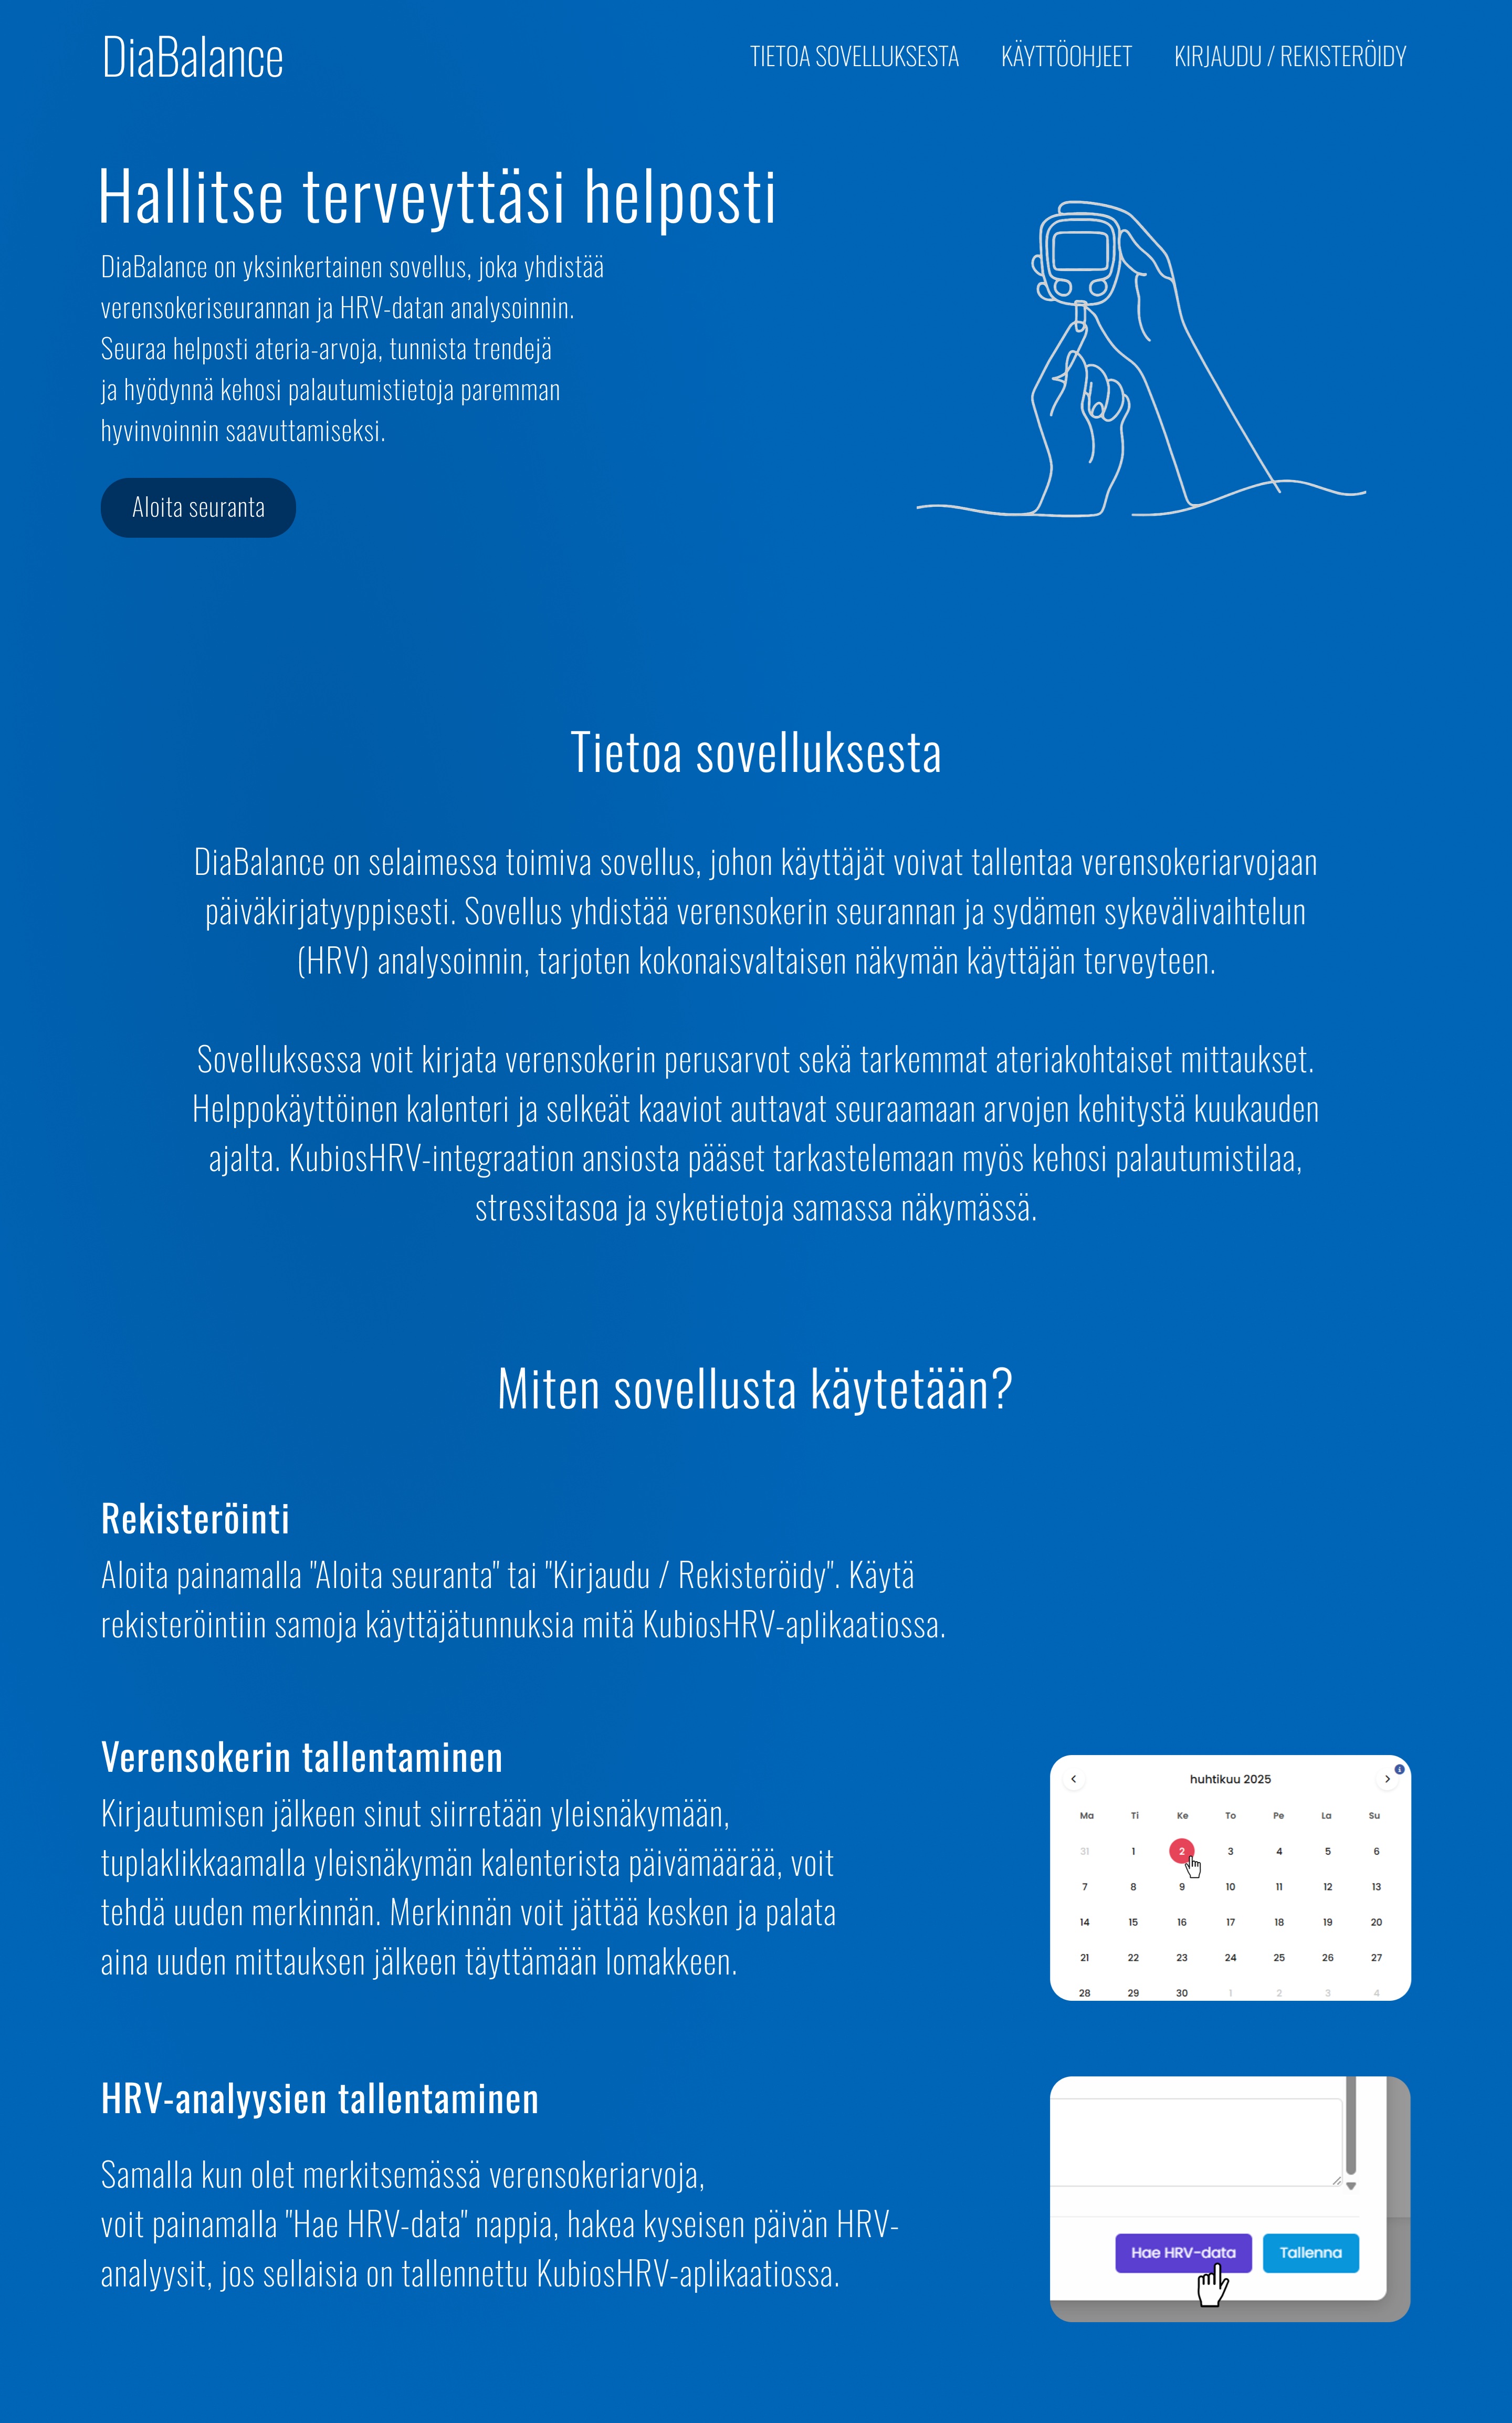 DiaBalance
TIETOA SOVELLUKSESTA
KÄYTTÖOHJEET
KIRJAUDU / REKISTERÖIDY
Hallitse terveyttäsi helposti
DiaBalance on yksinkertainen sovellus, joka yhdistää
verensokeriseurannan ja HRV-datan analysoinnin.
Seuraa helposti ateria-arvoja, tunnista trendejä
ja hyödynnä kehosi palautumistietoja paremman
hyvinvoinnin saavuttamiseksi.
Aloita seuranta
Tietoa sovelluksesta
DiaBalance on selaimessa toimiva sovellus, johon käyttäjät voivat tallentaa verensokeriarvojaan
päiväkirjatyyppisesti. Sovellus yhdistää verensokerin seurannan ja sydämen sykevälivaihtelun
(HRV) analysoinnin, tarjoten kokonaisvaltaisen näkymän käyttäjän terveyteen.
Sovelluksessa voit kirjata verensokerin perusarvot sekä tarkemmat ateriakohtaiset mittaukset.
Helppokäyttöinen kalenteri ja selkeät kaaviot auttavat seuraamaan arvojen kehitystä kuukauden
ajalta. KubiosHRV-integraation ansiosta pääset tarkastelemaan myös kehosi palautumistilaa,
stressitasoa ja syketietoja samassa näkymässä.
Miten sovellusta käytetään?
Rekisteröinti
Aloita painamalla "Aloita seuranta" tai "Kirjaudu / Rekisteröidy". Käytä
rekisteröintiin samoja käyttäjätunnuksia mitä KubiosHRV-aplikaatiossa.
Verensokerin tallentaminen
Kirjautumisen jälkeen sinut siirretään yleisnäkymään,
tuplaklikkaamalla yleisnäkymän kalenterista päivämäärää, voit
tehdä uuden merkinnän. Merkinnän voit jättää kesken ja palata
aina uuden mittauksen jälkeen täyttämään lomakkeen.
huhtikuu 2025
i
Ma Ti Ke To Pe La Su
31 1 2 3 4 5 6
7 8 9 10 11 12 13
14 15 16 17 18 19 20
21 22 23 24 25 26 27
28 29 30 1 2 3 4
HRV-analyysien tallentaminen
Samalla kun olet merkitsemässä verensokeriarvoja,
voit painamalla "Hae HRV-data" nappia, hakea kyseisen päivän HRV-
analyysit, jos sellaisia on tallennettu KubiosHRV-aplikaatiossa.
Hae HRV-data
Tallenna